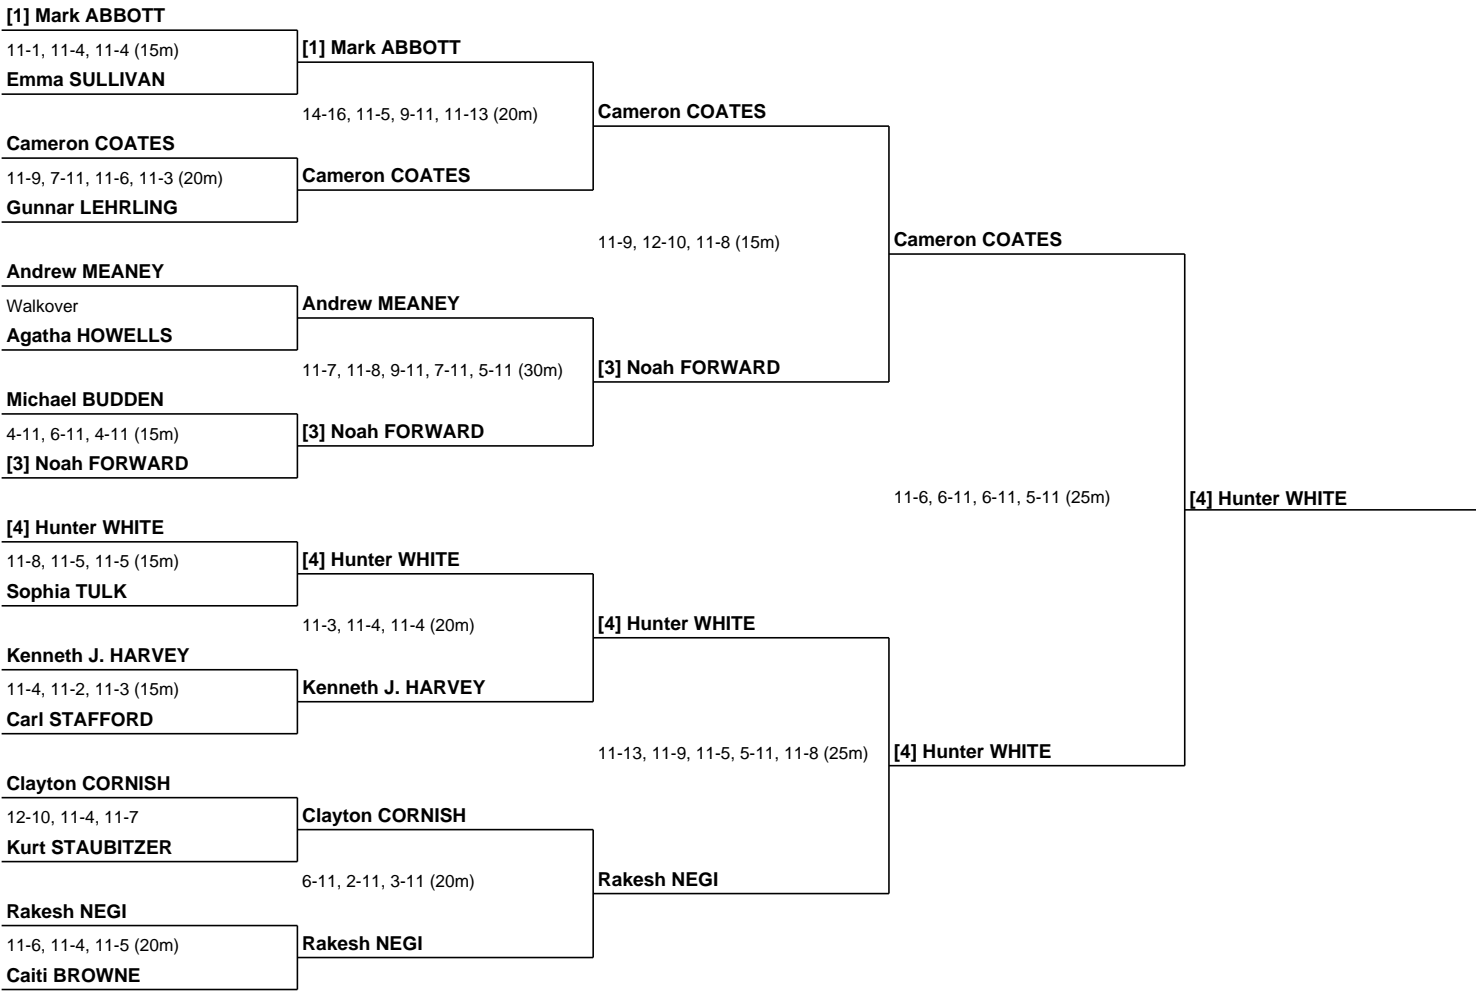 [1] Mark ABBOTT
11-1, 11-4, 11-4 (15m)
Emma SULLIVAN
Cameron COATES
11-9, 7-11, 11-6, 11-3 (20m)
Gunnar LEHRLING
Andrew MEANEY
Walkover
Agatha HOWELLS
Michael BUDDEN
4-11, 6-11, 4-11 (15m)
[3] Noah FORWARD
[4] Hunter WHITE
11-8, 11-5, 11-5 (15m)
Sophia TULK
Kenneth J. HARVEY
11-4, 11-2, 11-3 (15m)
Carl STAFFORD
Clayton CORNISH
12-10, 11-4, 11-7
Kurt STAUBITZER
Rakesh NEGI
11-6, 11-4, 11-5 (20m)
Caiti BROWNE
[1] Mark ABBOTT
14-16, 11-5, 9-11, 11-13 (20m)
Cameron COATES
Andrew MEANEY
11-7, 11-8, 9-11, 7-11, 5-11 (30m)
[3] Noah FORWARD
[4] Hunter WHITE
11-3, 11-4, 11-4 (20m)
Kenneth J. HARVEY
Clayton CORNISH
6-11, 2-11, 3-11 (20m)
Rakesh NEGI
Cameron COATES
11-9, 12-10, 11-8 (15m)
[3] Noah FORWARD
[4] Hunter WHITE
11-13, 11-9, 11-5, 5-11, 11-8 (25m)
Rakesh NEGI
Cameron COATES
11-6, 6-11, 6-11, 5-11 (25m)
[4] Hunter WHITE
[4] Hunter WHITE